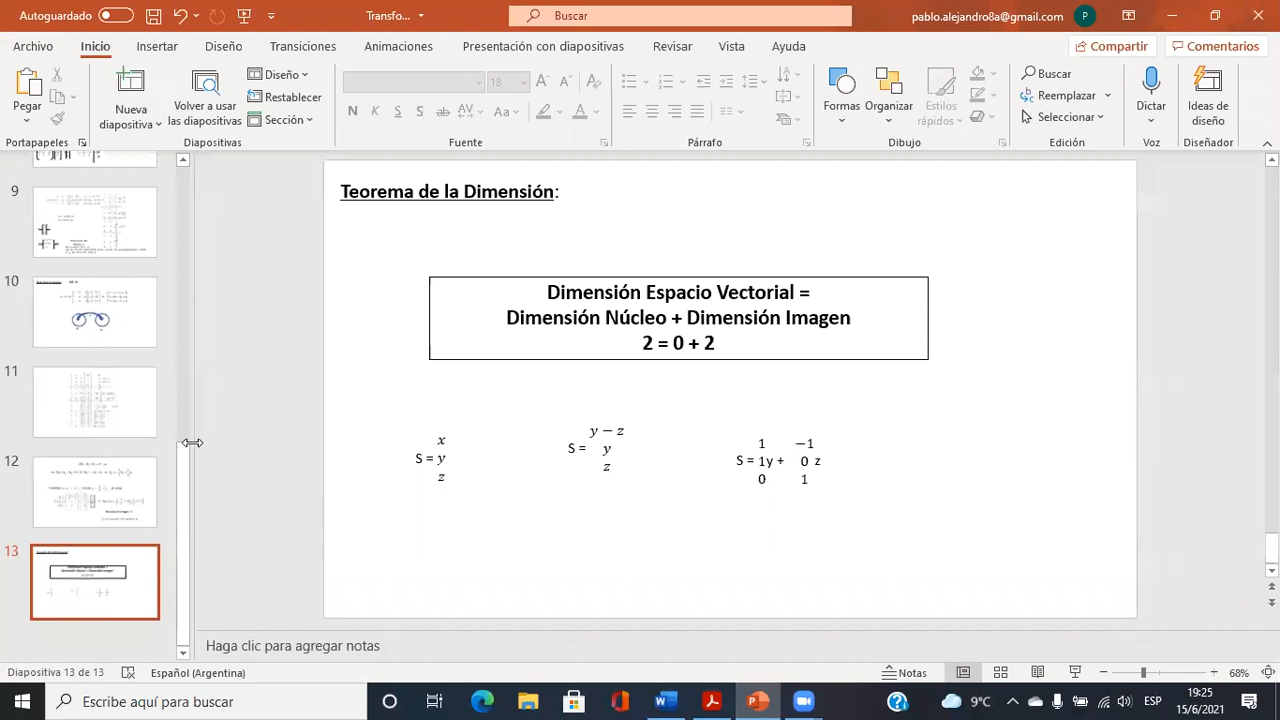 Autoguardado
Transfo...
Buscar
pablo.alejandro8a@gmail.com
P
Archivo
Inicio
Insertar
Diseño
Transiciones
Animaciones
Presentación con diapositivas
Revisar
Vista
Ayuda
Compartir
Comentarios
Pegar
Nueva
diapositiva
Volver a usar
las diapositivas
Diseño
Restablecer
Sección
18
N K S S ab AV Aa A
Formas
Organizar
Estilos
rápidos
Buscar
Reemplazar
Seleccionar
Dictar
Ideas de
diseño
Portapapeles
Diapositivas
Fuente
Párrafo
Dibujo
Edición
Voz
Diseñador
9
10
11
12
13
Teorema de la Dimensión:
Dimensión Espacio Vectorial =
Dimensión Núcleo + Dimensión Imagen
2 = 0 + 2
x
S = y
z
y − z
S = y
z
1 −1
S = 1y + 0 z
0 1
Haga clic para agregar notas
Diapositiva 13 de 13
Español (Argentina)
Notas
68%
Escribe aquí para buscar
9°C
ESP
19:25
15/6/2021